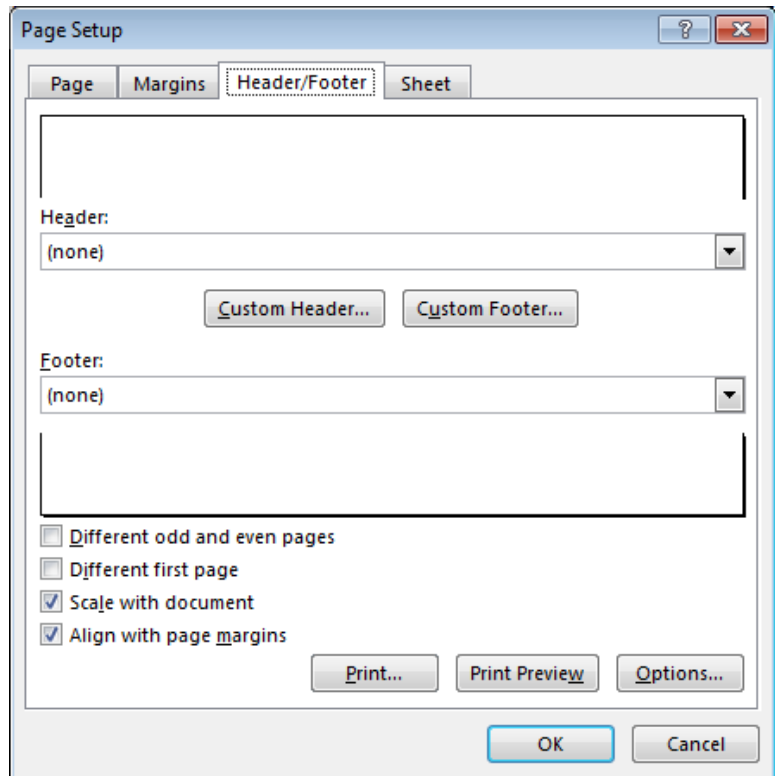 Page Setup
Page Margins Header/Footer Sheet
Header:
(none)
Custom Header... Custom Footer...
Footer:
(none)
Different odd and even pages
Different first page
Scale with document
Align with page margins
Print... Print Preview Options...
OK Cancel